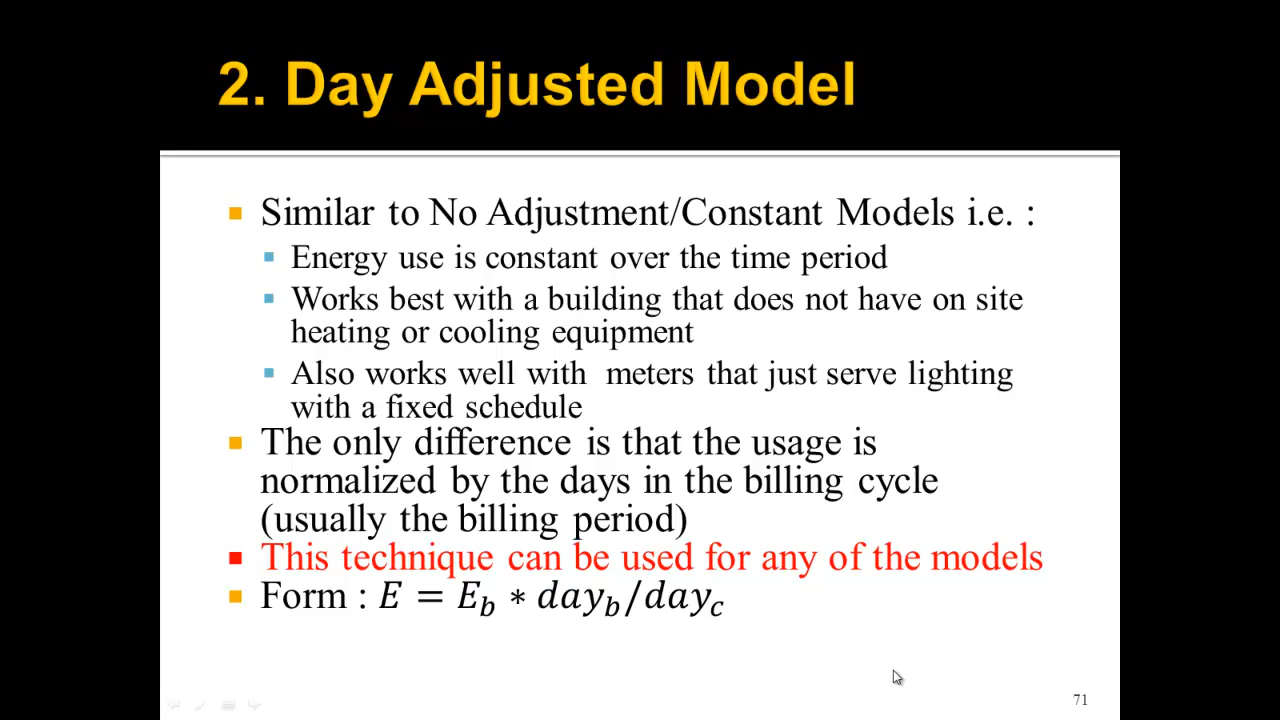 2. Day Adjusted Model
Similar to No Adjustment/Constant Models i.e. :
Energy use is constant over the time period
Works best with a building that does not have on site
heating or cooling equipment
Also works well with meters that just serve lighting
with a fixed schedule
The only difference is that the usage is
normalized by the days in the billing cycle
(usually the billing period)
This technique can be used for any of the models
Form : E = E_b * day_b/day_c
71